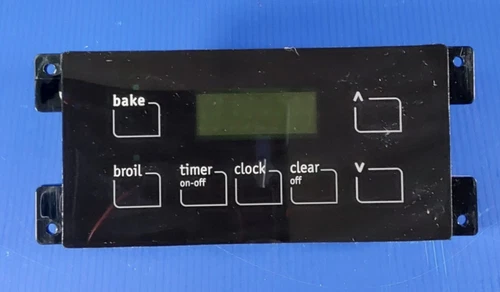 bake
^
broil
timer
on-off
clock
clear
off
v